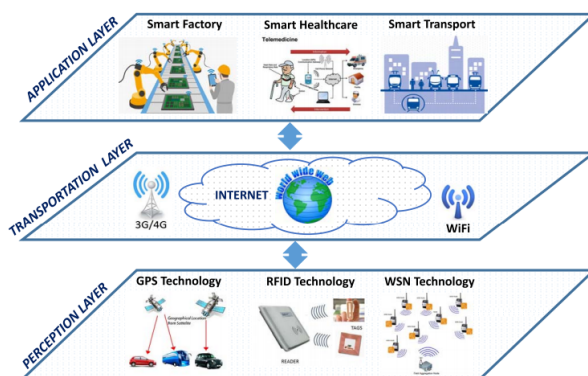 Smart Factory
Smart Healthcare
Smart Transport
Telemedicine
APPLICATION LAYER
INTERNET
world wide web
3G/4G
WiFi
TRANSPORTATION LAYER
GPS Technology
RFID Technology
WSN Technology
TAGS
READER
PERCEPTION LAYER